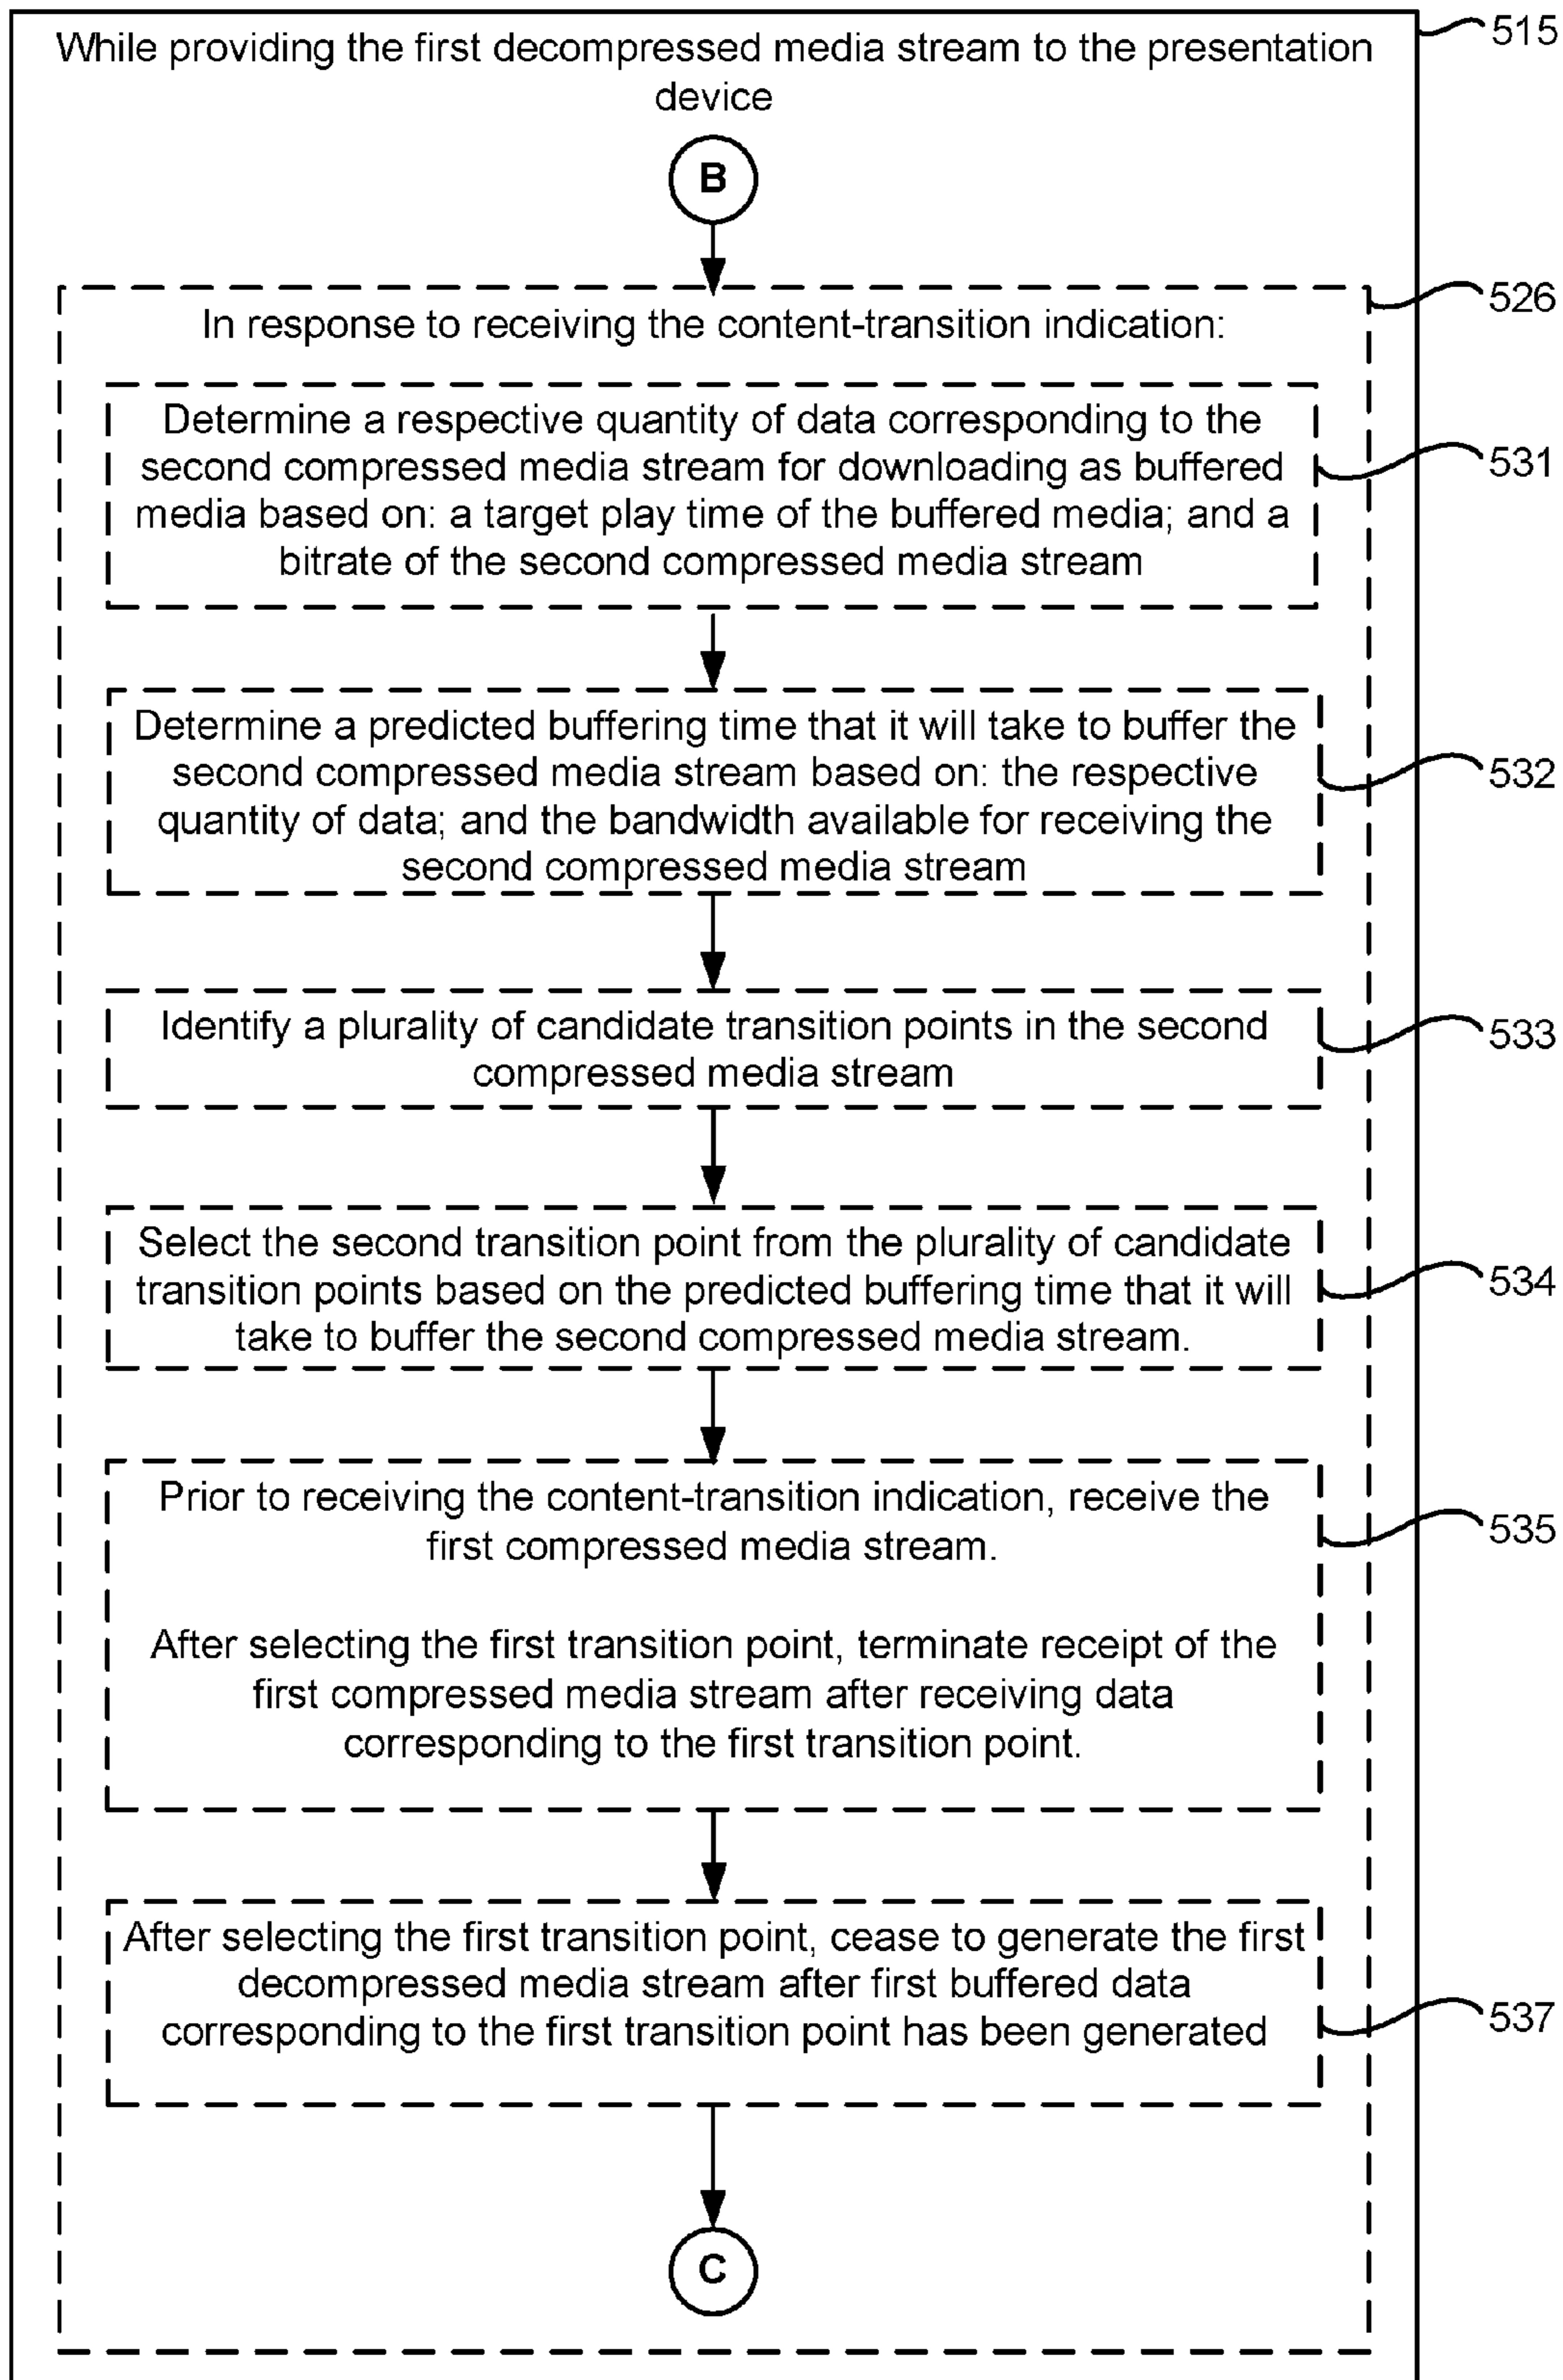 While providing the first decompressed media stream to the presentation
device
515
B
526
In response to receiving the content-transition indication:
Determine a respective quantity of data corresponding to the
second compressed media stream for downloading as buffered
media based on: a target play time of the buffered media; and a
bitrate of the second compressed media stream
531
Determine a predicted buffering time that it will take to buffer the
second compressed media stream based on: the respective
quantity of data; and the bandwidth available for receiving the
second compressed media stream
532
Identify a plurality of candidate transition points in the second
compressed media stream
533
Select the second transition point from the plurality of candidate
transition points based on the predicted buffering time that it will
take to buffer the second compressed media stream.
534
Prior to receiving the content-transition indication, receive the
first compressed media stream.
535
After selecting the first transition point, terminate receipt of the
first compressed media stream after receiving data
corresponding to the first transition point.
After selecting the first transition point, cease to generate the first
decompressed media stream after first buffered data
corresponding to the first transition point has been generated
537
C